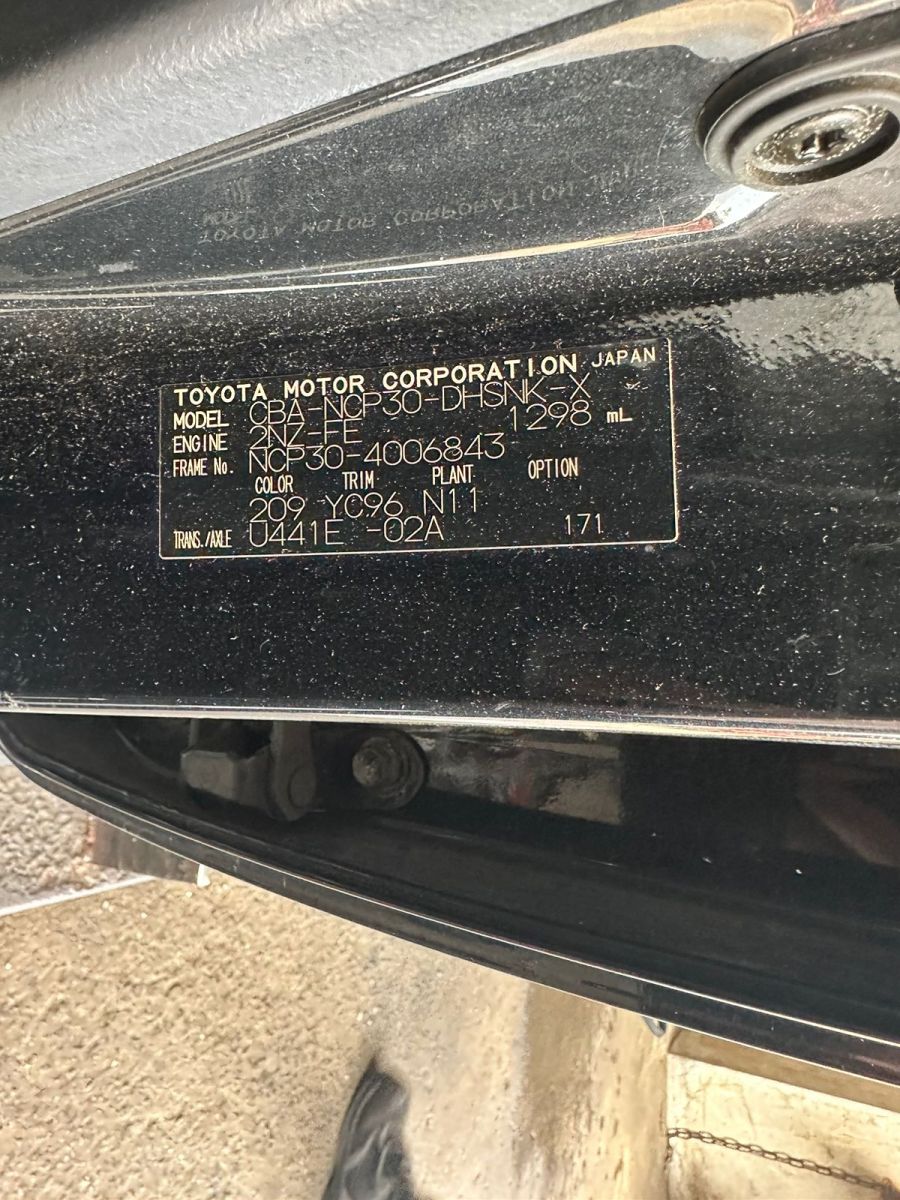 TOYOTA MOTOR CORPORATION JAPAN
MODEL CBA-NCP30-DHSNK-X
ENGINE 2NZ-FE 1298 mL
FRAME No. NCP30-4006843
COLOR TRIM PLANT OPTION
209 YC96 N11
TRANS./AXLE U441E -02A 171